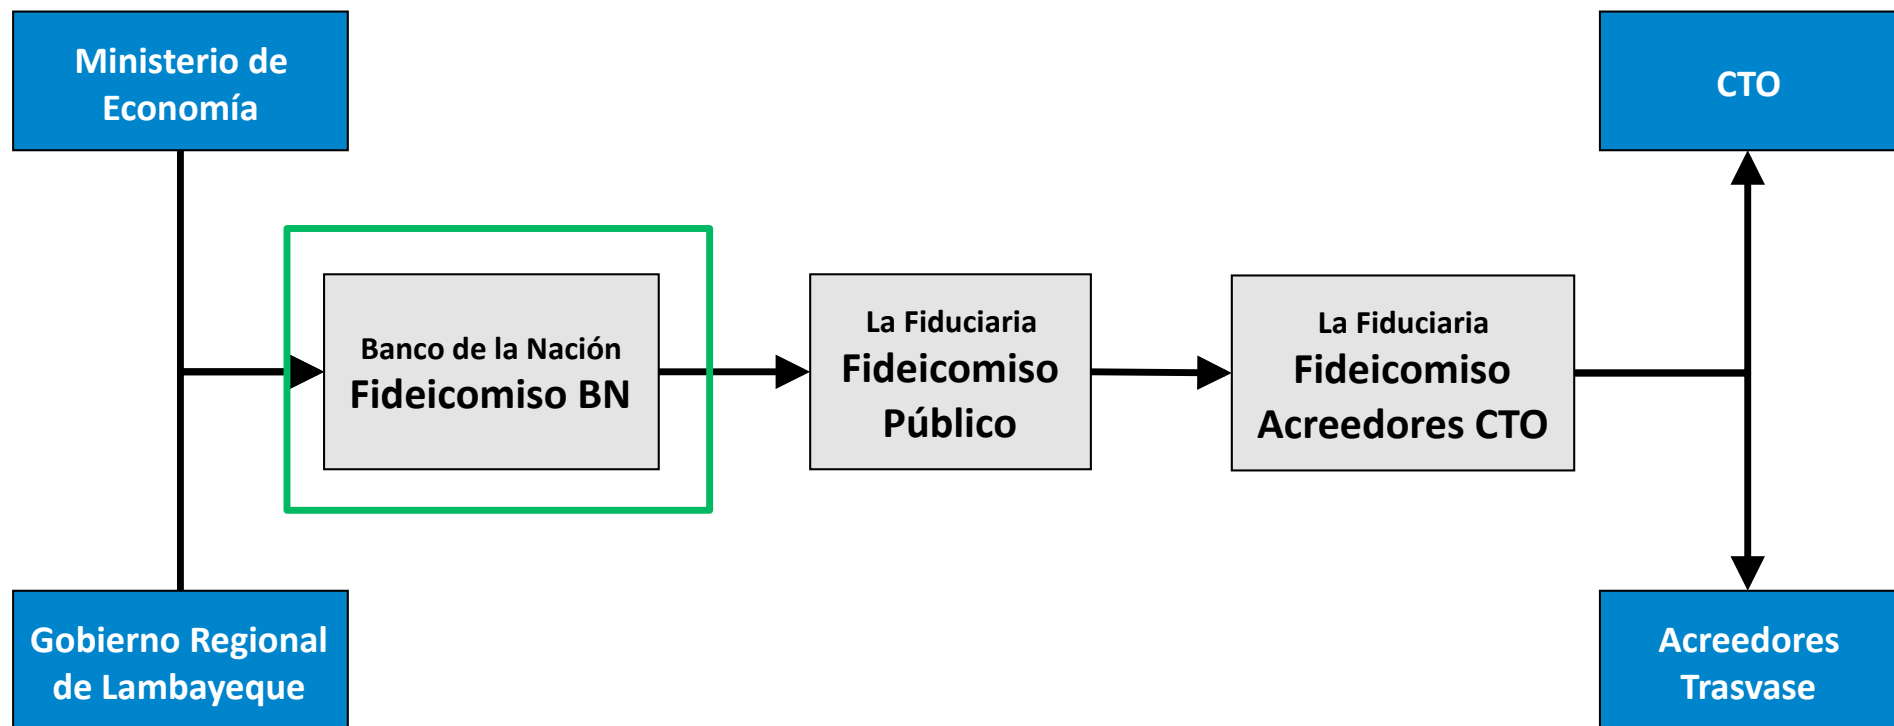 Ministerio de
Economía
CTO
Banco de la Nación
Fideicomiso BN
La Fiduciaria
Fideicomiso
Público
La Fiduciaria
Fideicomiso
Acreedores CTO
Gobierno Regional
de Lambayeque
Acreedores
Trasvase